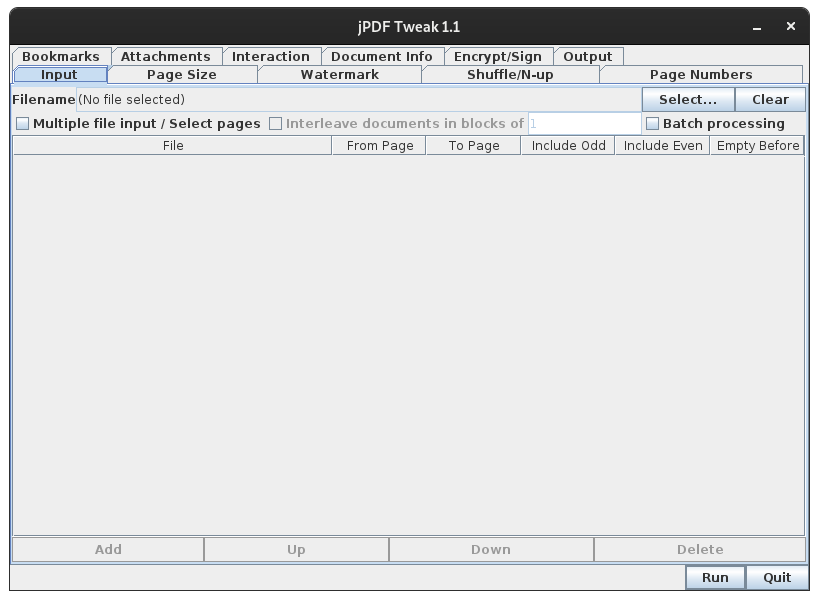 jPDF Tweak 1.1
Bookmarks Attachments Interaction Document Info Encrypt/Sign Output
Input Page Size Watermark Shuffle/N-up Page Numbers
Filename (No file selected) Select... Clear
Multiple file input / Select pages Interleave documents in blocks of 1 Batch processing
File From Page To Page Include Odd Include Even Empty Before
Add Up Down Delete
Run Quit